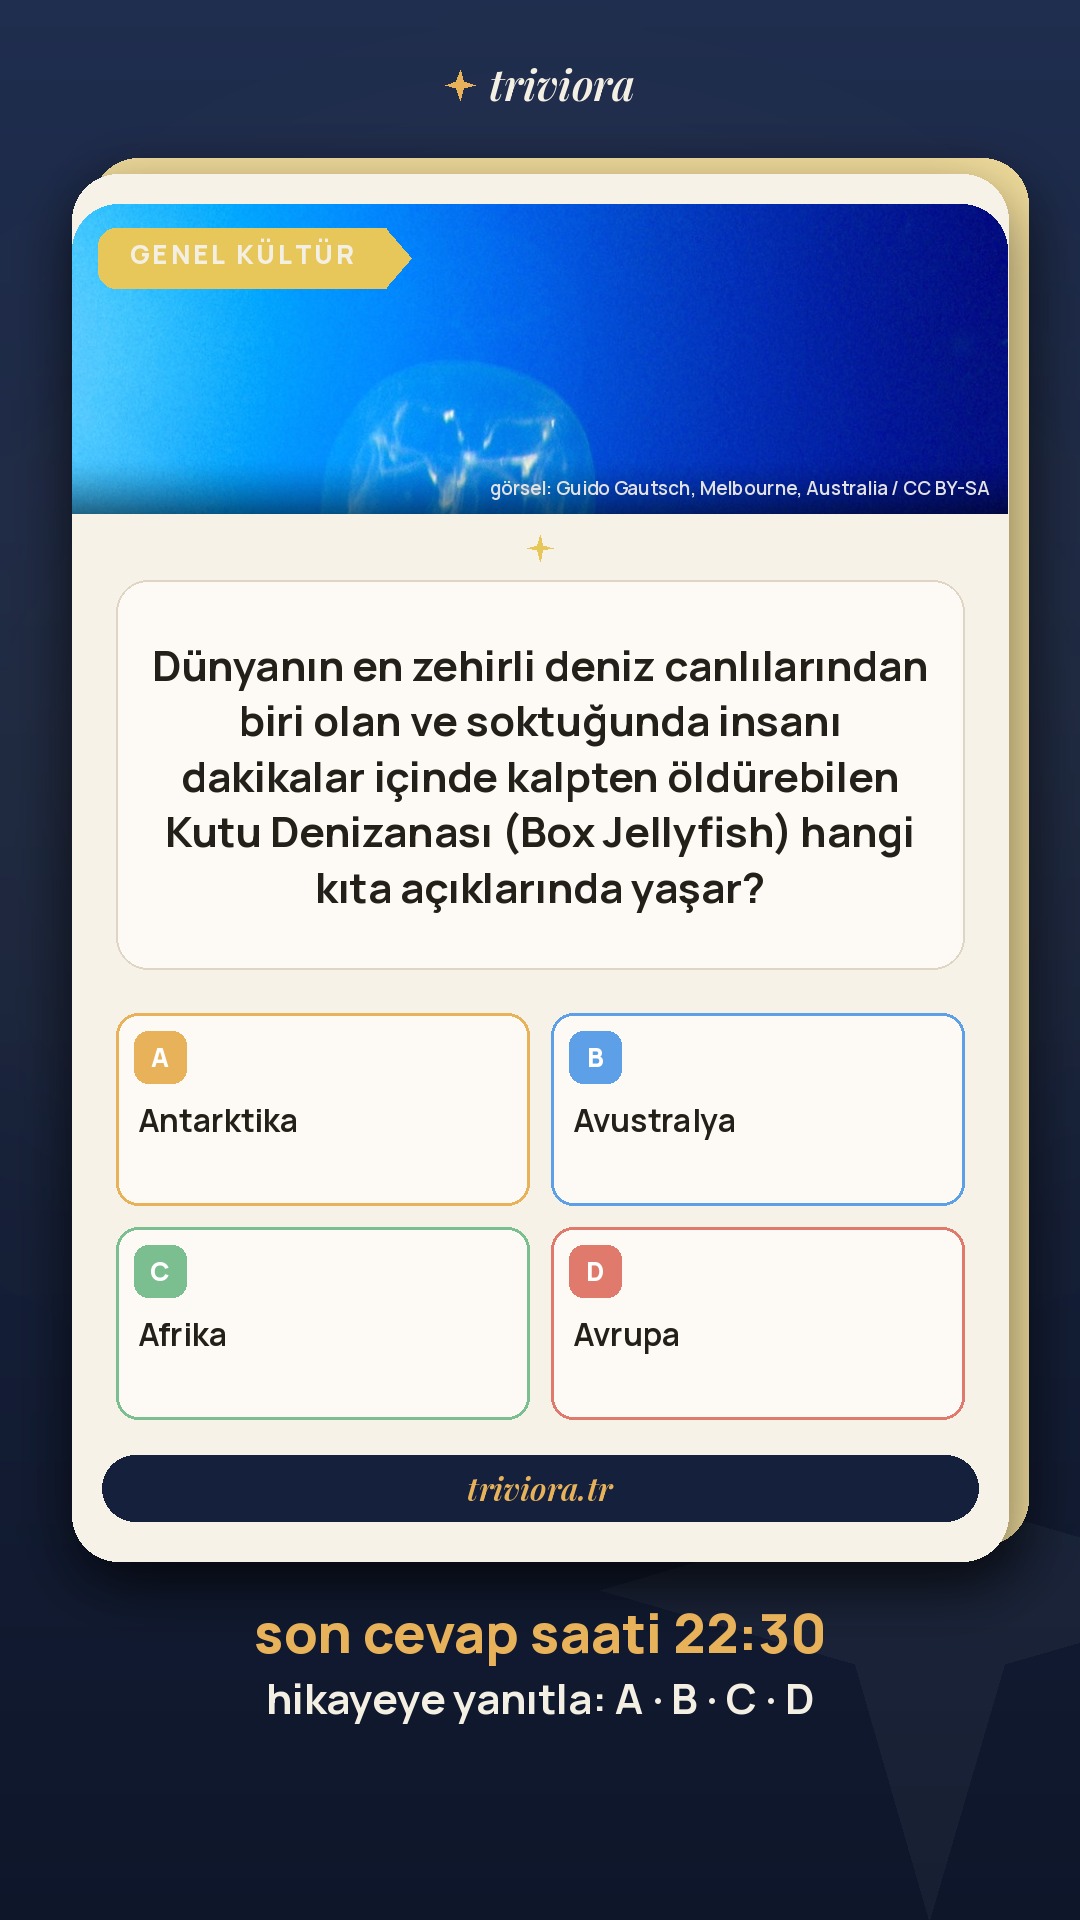 triviora
GENEL KÜLTÜR
görsel: Guido Gautsch, Melbourne, Australia / CC BY-SA
Dünyanın en zehirli deniz canlılarından
biri olan ve soktuğunda insanı
dakikalar içinde kalpten öldürebilen
Kutu Denizanası (Box Jellyfish) hangi
kıta açıklarında yaşar?
A
Antarktika
B
Avustralya
C
Afrika
D
Avrupa
triviora.tr
son cevap saati 22:30
hikayeye yanıtla: A · B · C · D